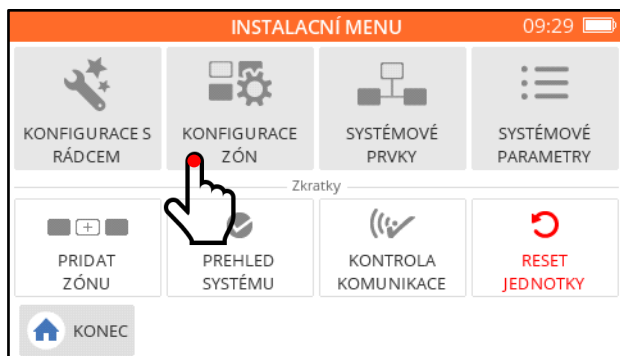 INSTALACNÍ MENU 09:29
KONFIGURACE S RÁDCEM
KONFIGURACE ZÓN
SYSTÉMOVÉ PRVKY
SYSTÉMOVÉ PARAMETRY
Zkratky
PRIDAT ZÓNU
PREHLED SYSTÉMU
KONTROLA KOMUNIKACE
RESET JEDNOTKY
KONEC